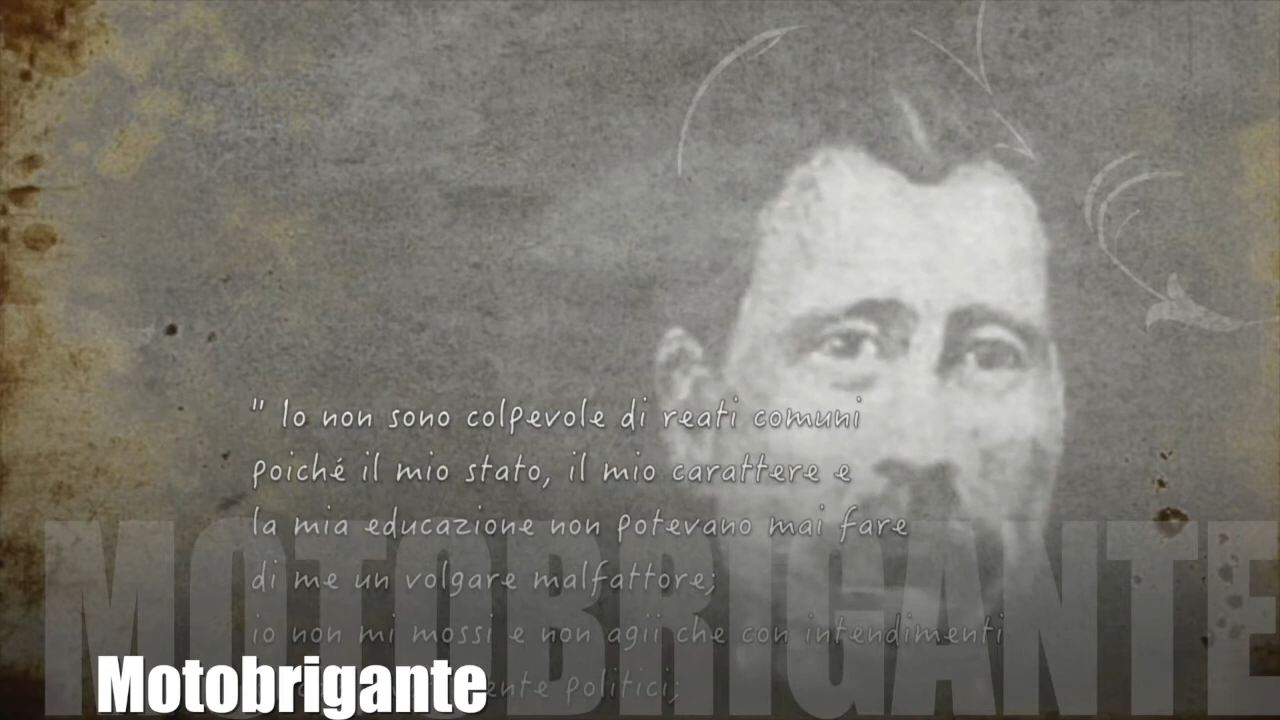 " Io non sono colpevole di reati comuni
poiché il mio stato, il mio carattere e
la mia educazione non potevano mai fare
di me un volgare malfattore;
io non mi mossi e non agii che con intendimenti
politici;
MOTOBRIGANTE
Motobrigante